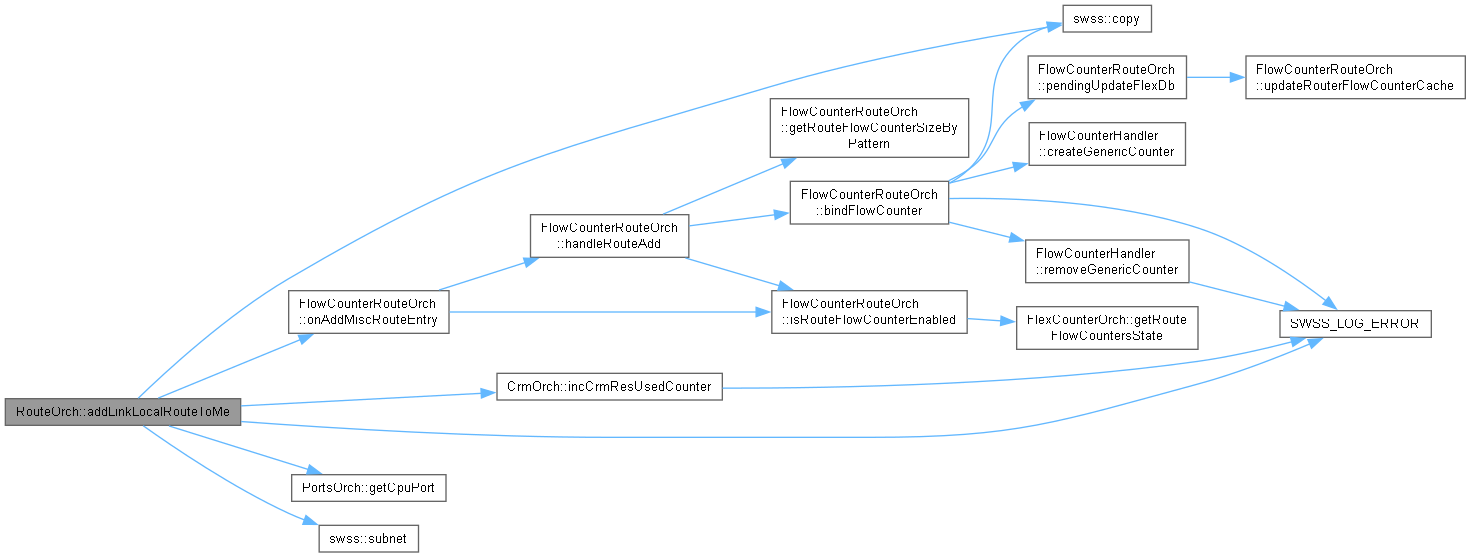 swss::copy
FlowCounterRouteOrch
::pendingUpdateFlexDb
FlowCounterRouteOrch
::updateRouterFlowCounterCache
FlowCounterRouteOrch
::getRouteFlowCounterSizeBy
Pattern
FlowCounterHandler
::createGenericCounter
FlowCounterRouteOrch
::bindFlowCounter
FlowCounterRouteOrch
::handleRouteAdd
FlowCounterHandler
::removeGenericCounter
FlowCounterRouteOrch
::onAddMiscRouteEntry
FlowCounterRouteOrch
::isRouteFlowCounterEnabled
FlexCounterOrch::getRoute
FlowCountersState
SWSS_LOG_ERROR
CrmOrch::incCrmResUsedCounter
RouteOrch::addLinkLocalRouteToMe
PortsOrch::getCpuPort
swss::subnet